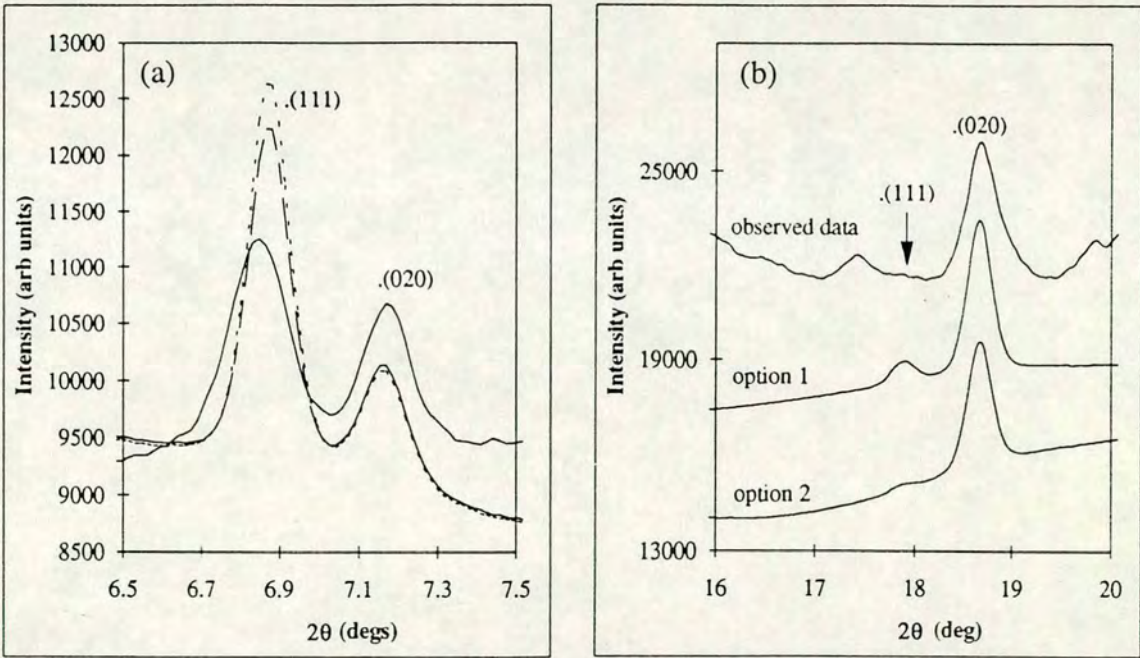 (a)
.(111)
.(020)
Intensity (arb units)
13000
12500
12000
11500
11000
10500
10000
9500
9000
8500
6.5 6.7 6.9 7.1 7.3 7.5
2θ (degs)
(b)
.(020)
.(111)
observed data
option 1
option 2
Intensity (arb units)
25000
19000
13000
16 17 18 19 20
2θ (deg)